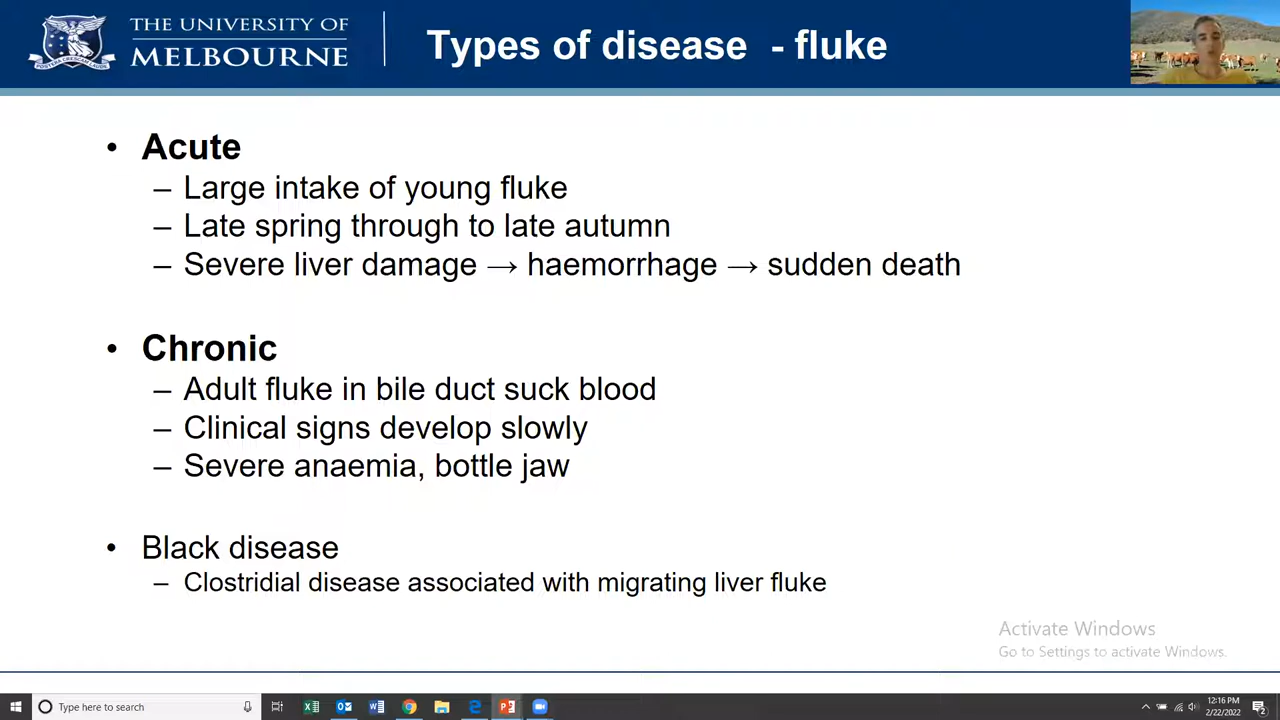 THE UNIVERSITY OF
MELBOURNE
Types of disease - fluke
• Acute
– Large intake of young fluke
– Late spring through to late autumn
– Severe liver damage → haemorrhage → sudden death
• Chronic
– Adult fluke in bile duct suck blood
– Clinical signs develop slowly
– Severe anaemia, bottle jaw
• Black disease
– Clostridial disease associated with migrating liver fluke
Activate Windows
Go to Settings to activate Windows.
Type here to search
12:16 PM
2/22/2022